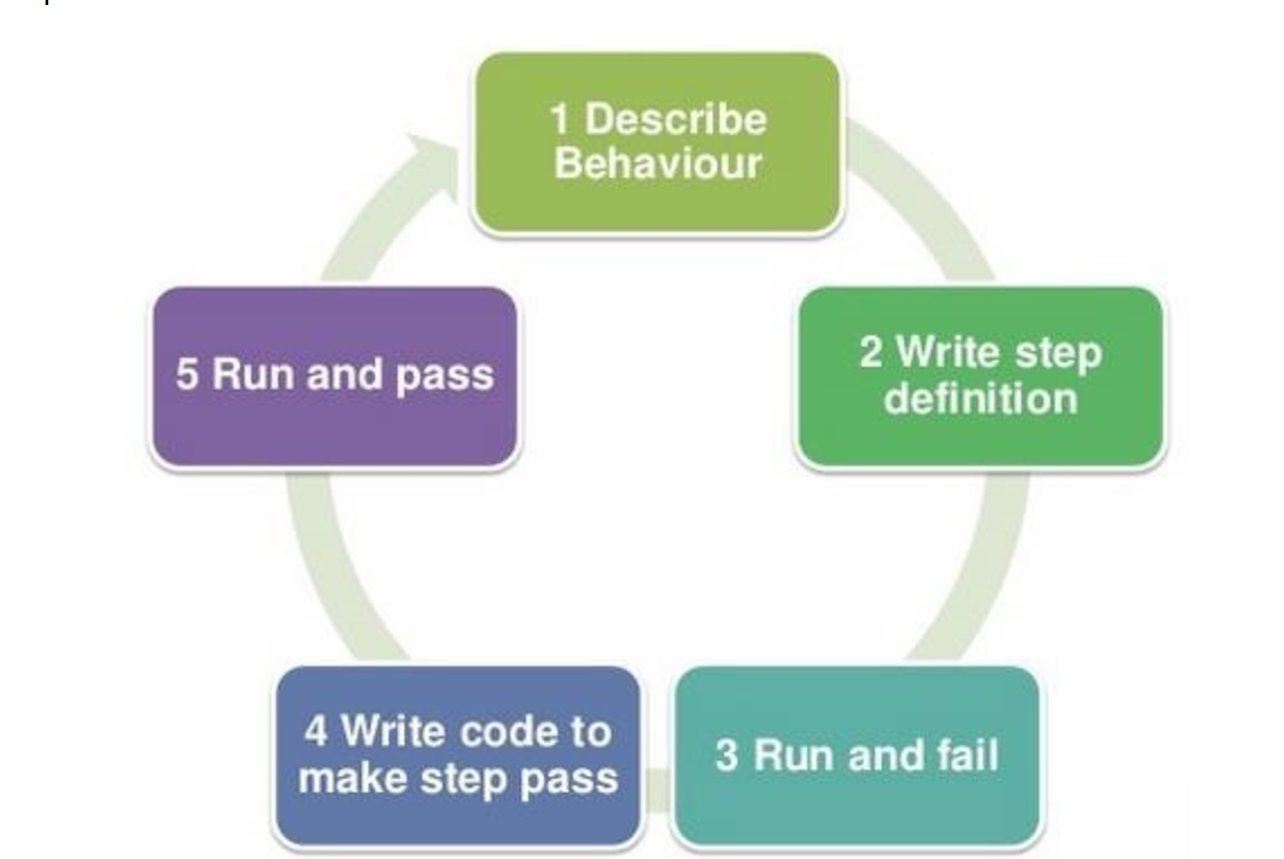 1 Describe
Behaviour
2 Write step
definition
3 Run and fail
4 Write code to
make step pass
5 Run and pass